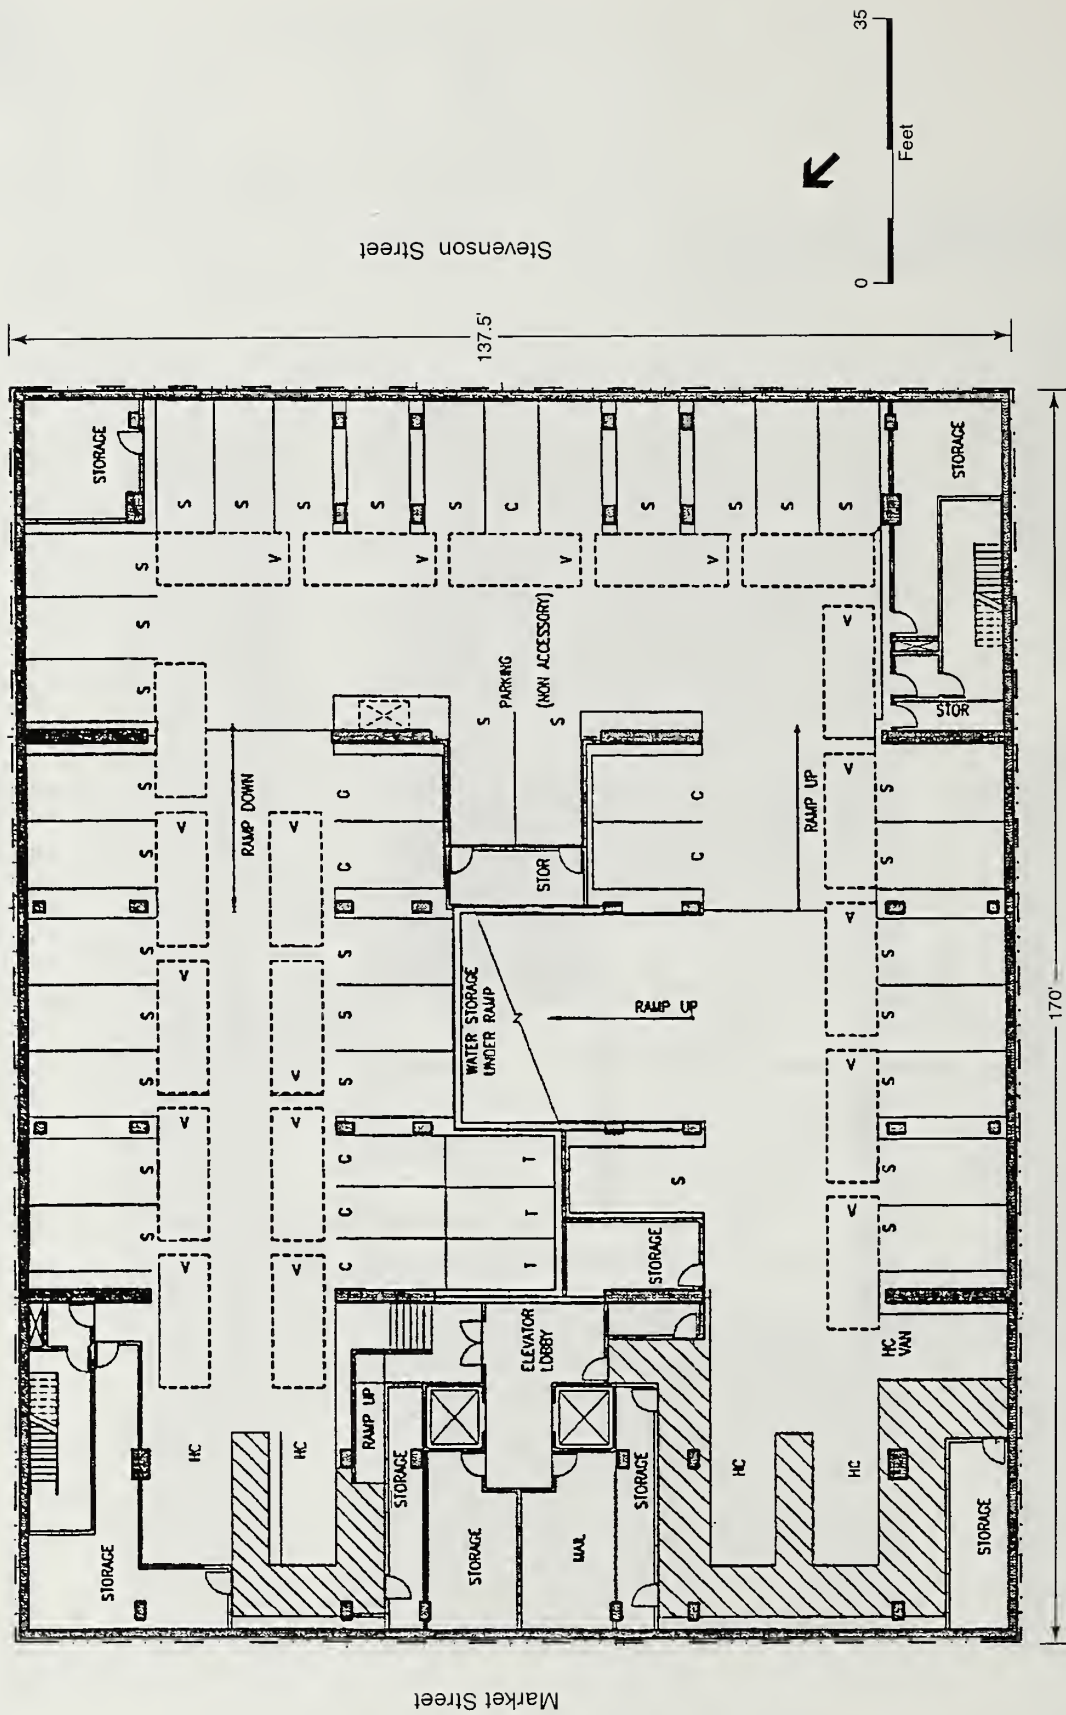 35
Feet
0
Stevenson Street
137.5'
STORAGE
STORAGE
S
S
S
S
S
C
S
S
S
S
V
V
V
V
V
S
S
S
V
PARKING
(NON ACCESSORY)
S
S
STOR
RAMP DOWN
RAMP UP
S
S
V
V
C
C
STOR
C
C
V
S
S
S
S
S
V
V
S
S
S
WATER STORAGE
UNDER RAMP
RAMP UP
V
V
S
S
S
S
S
V
V
C
C
C
T
T
T
S
STORAGE
V
S
S
V
V
HC
VAN
ELEVATOR
LOBBY
RAMP UP
HC
HC
STORAGE
STORAGE
HC
HC
STORAGE
STORAGE
MAIL
STORAGE
170'
Market Street